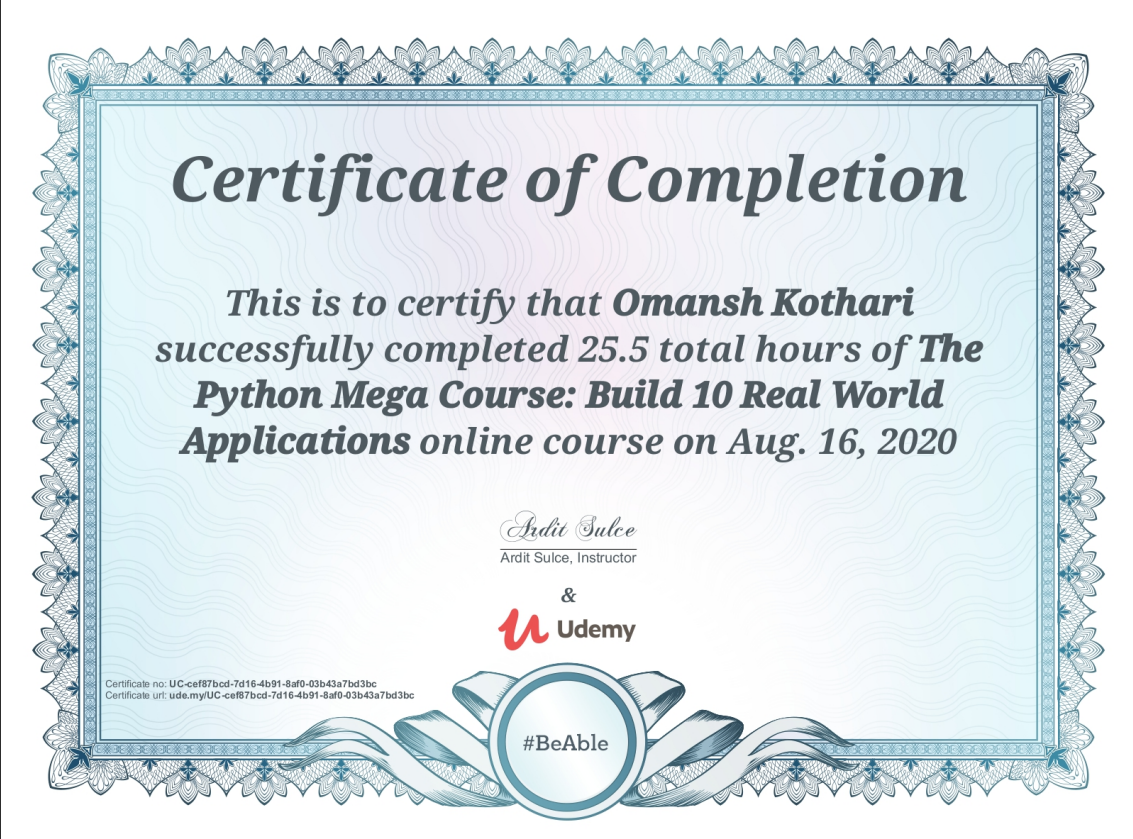 Certificate of Completion
This is to certify that Omansh Kothari
successfully completed 25.5 total hours of The
Python Mega Course: Build 10 Real World
Applications online course on Aug. 16, 2020
Ardit Sulce
Ardit Sulce, Instructor
&
Udemy
Certificate no: UC-cef87bcd-7d16-4b91-8af0-03b43a7bd3bc
Certificate url: ude.my/UC-cef87bcd-7d16-4b91-8af0-03b43a7bd3bc
#BeAble